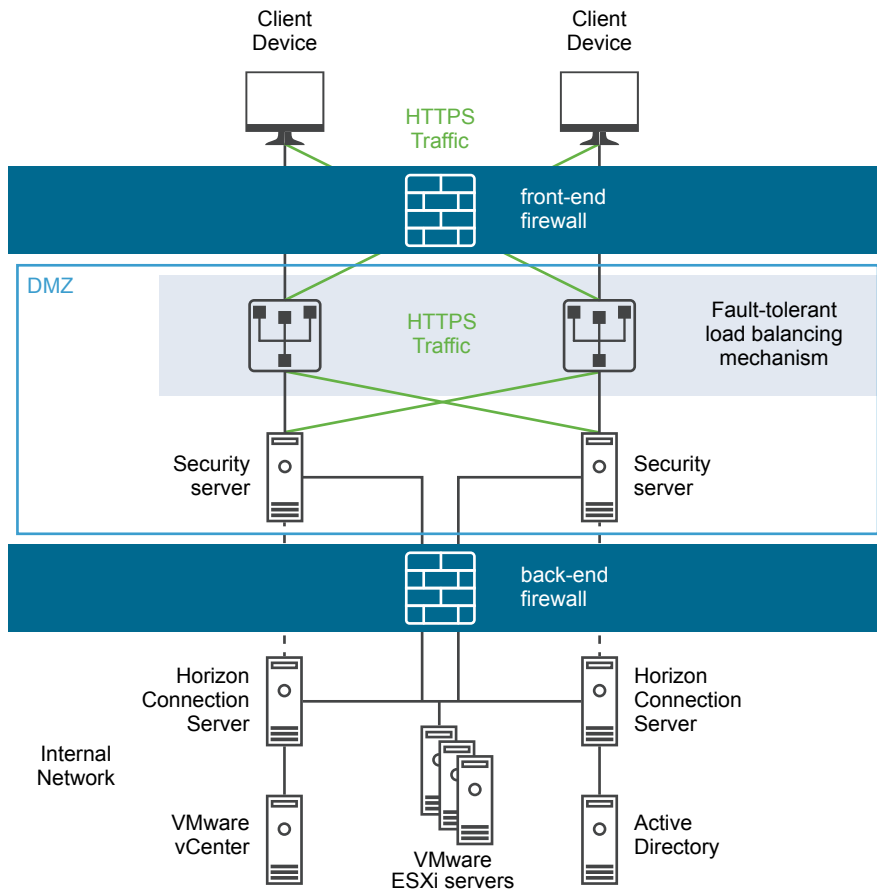 Client
Device
Client
Device
HTTPS
Traffic
front-end
firewall
DMZ
HTTPS
Traffic
Fault-tolerant
load balancing
mechanism
Security
server
Security
server
back-end
firewall
Horizon
Connection
Server
Horizon
Connection
Server
Internal
Network
VMware
vCenter
VMware
ESXi servers
Active
Directory